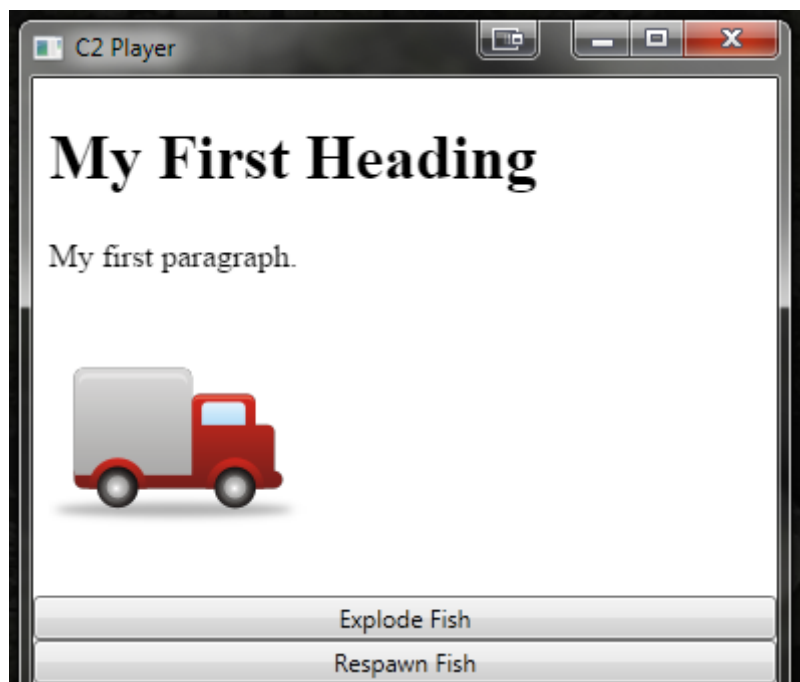 C2 Player
My First Heading
My first paragraph.
Explode Fish
Respawn Fish